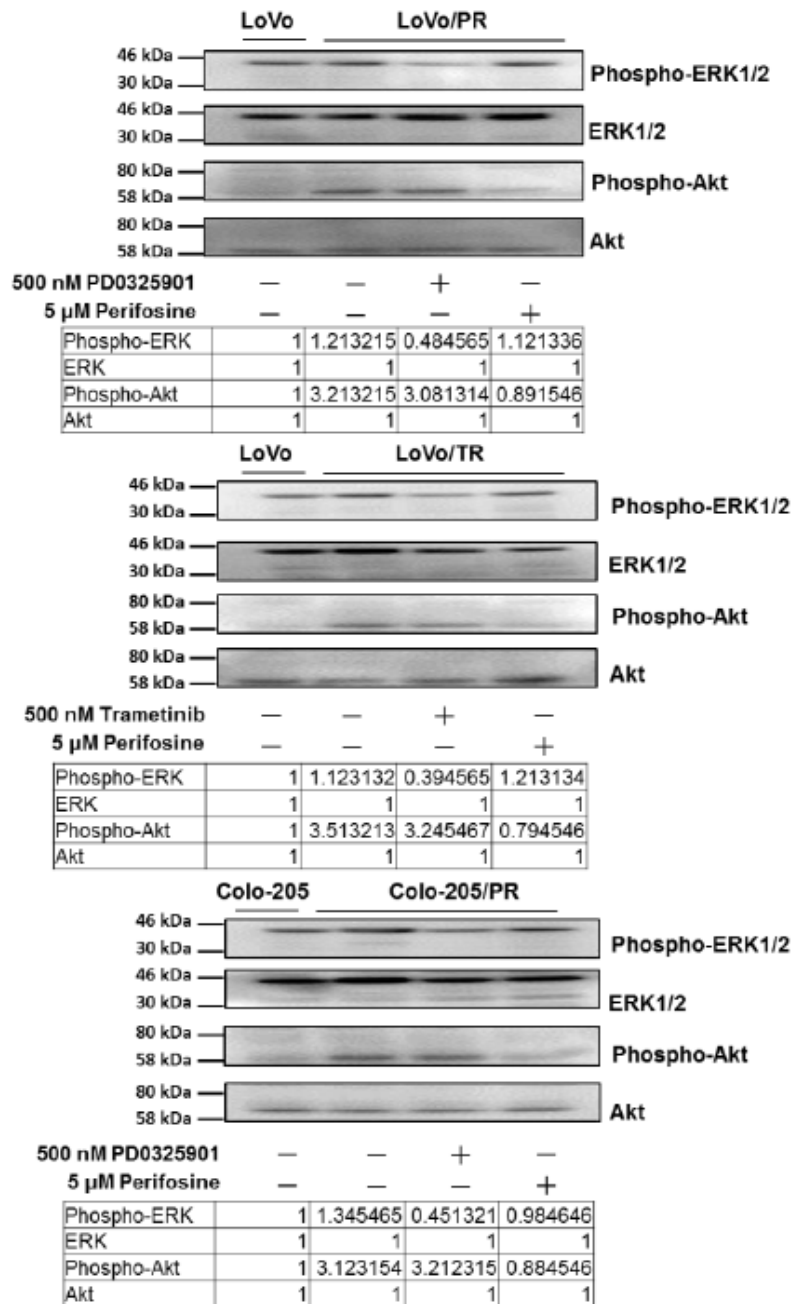 LoVo LoVo/PR
46 kDa
Phospho-ERK1/2
30 kDa
46 kDa
ERK1/2
30 kDa
80 kDa
Phospho-Akt
58 kDa
80 kDa
Akt
58 kDa
500 nM PD0325901 – – + –
5 µM Perifosine – – – +
Phospho-ERK 1 1.213215 0.484565 1.121336
ERK 1 1 1 1
Phospho-Akt 1 3.213215 3.081314 0.891546
Akt 1 1 1 1
LoVo LoVo/TR
46 kDa
Phospho-ERK1/2
30 kDa
46 kDa
ERK1/2
30 kDa
80 kDa
Phospho-Akt
58 kDa
80 kDa
Akt
58 kDa
500 nM Trametinib – – + –
5 µM Perifosine – – – +
Phospho-ERK 1 1.123132 0.394565 1.213134
ERK 1 1 1 1
Phospho-Akt 1 3.513213 3.245467 0.794546
Akt 1 1 1 1
Colo-205 Colo-205/PR
46 kDa
Phospho-ERK1/2
30 kDa
46 kDa
ERK1/2
30 kDa
80 kDa
Phospho-Akt
58 kDa
80 kDa
Akt
58 kDa
500 nM PD0325901 – – + –
5 µM Perifosine – – – +
Phospho-ERK 1 1.345465 0.451321 0.984646
ERK 1 1 1 1
Phospho-Akt 1 3.123154 3.212315 0.884546
Akt 1 1 1 1